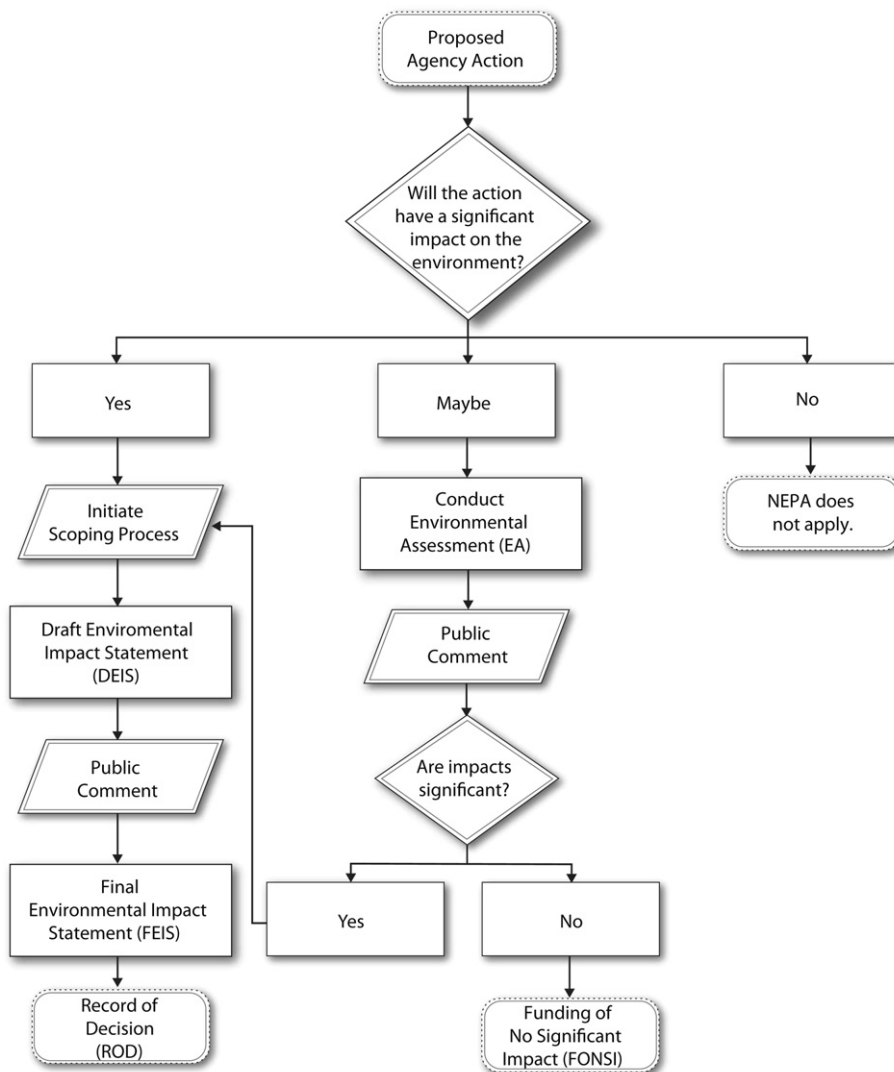 Proposed
Agency Action
Will the action
have a significant
impact on the
environment?
Yes
Maybe
No
Initiate
Scoping Process
Conduct
Environmental
Assessment (EA)
NEPA does
not apply.
Draft Enviromental
Impact Statement
(DEIS)
Public
Comment
Public
Comment
Are impacts
significant?
Final
Environmental Impact
Statement (FEIS)
Yes
No
Record of
Decision
(ROD)
Funding of
No Significant
Impact (FONSI)